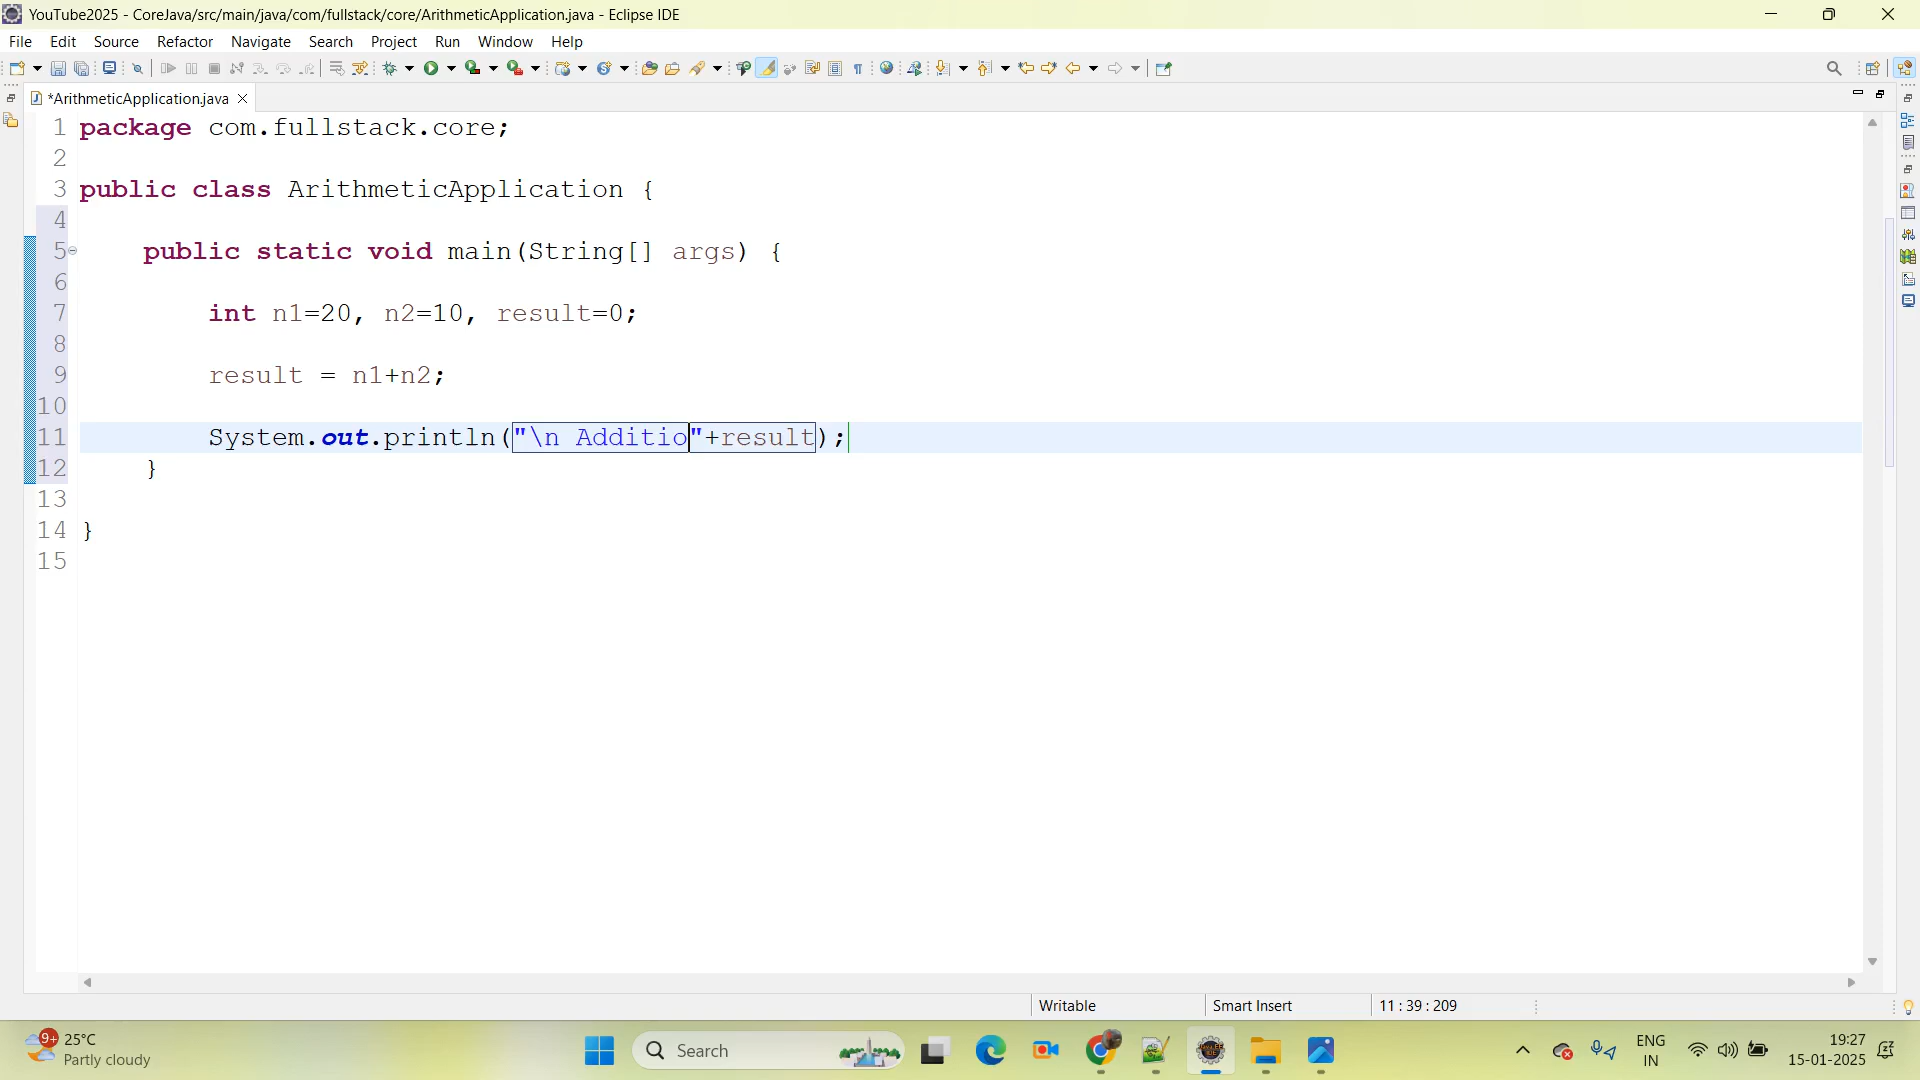 YouTube2025 - CoreJava/src/main/java/com/fullstack/core/ArithmeticApplication.java - Eclipse IDE
File Edit Source Refactor Navigate Search Project Run Window Help
*ArithmeticApplication.java
1 package com.fullstack.core;
2
3 public class ArithmeticApplication {
4
5 public static void main(String[] args) {
6
7 int n1=20, n2=10, result=0;
8
9 result = n1+n2;
10
11 System.out.println("\n Additio"+result);
12 }
13
14 }
15
Writable Smart Insert 11 : 39 : 209
9+ 25°C
Partly cloudy
Search
ENG
IN
19:27
15-01-2025